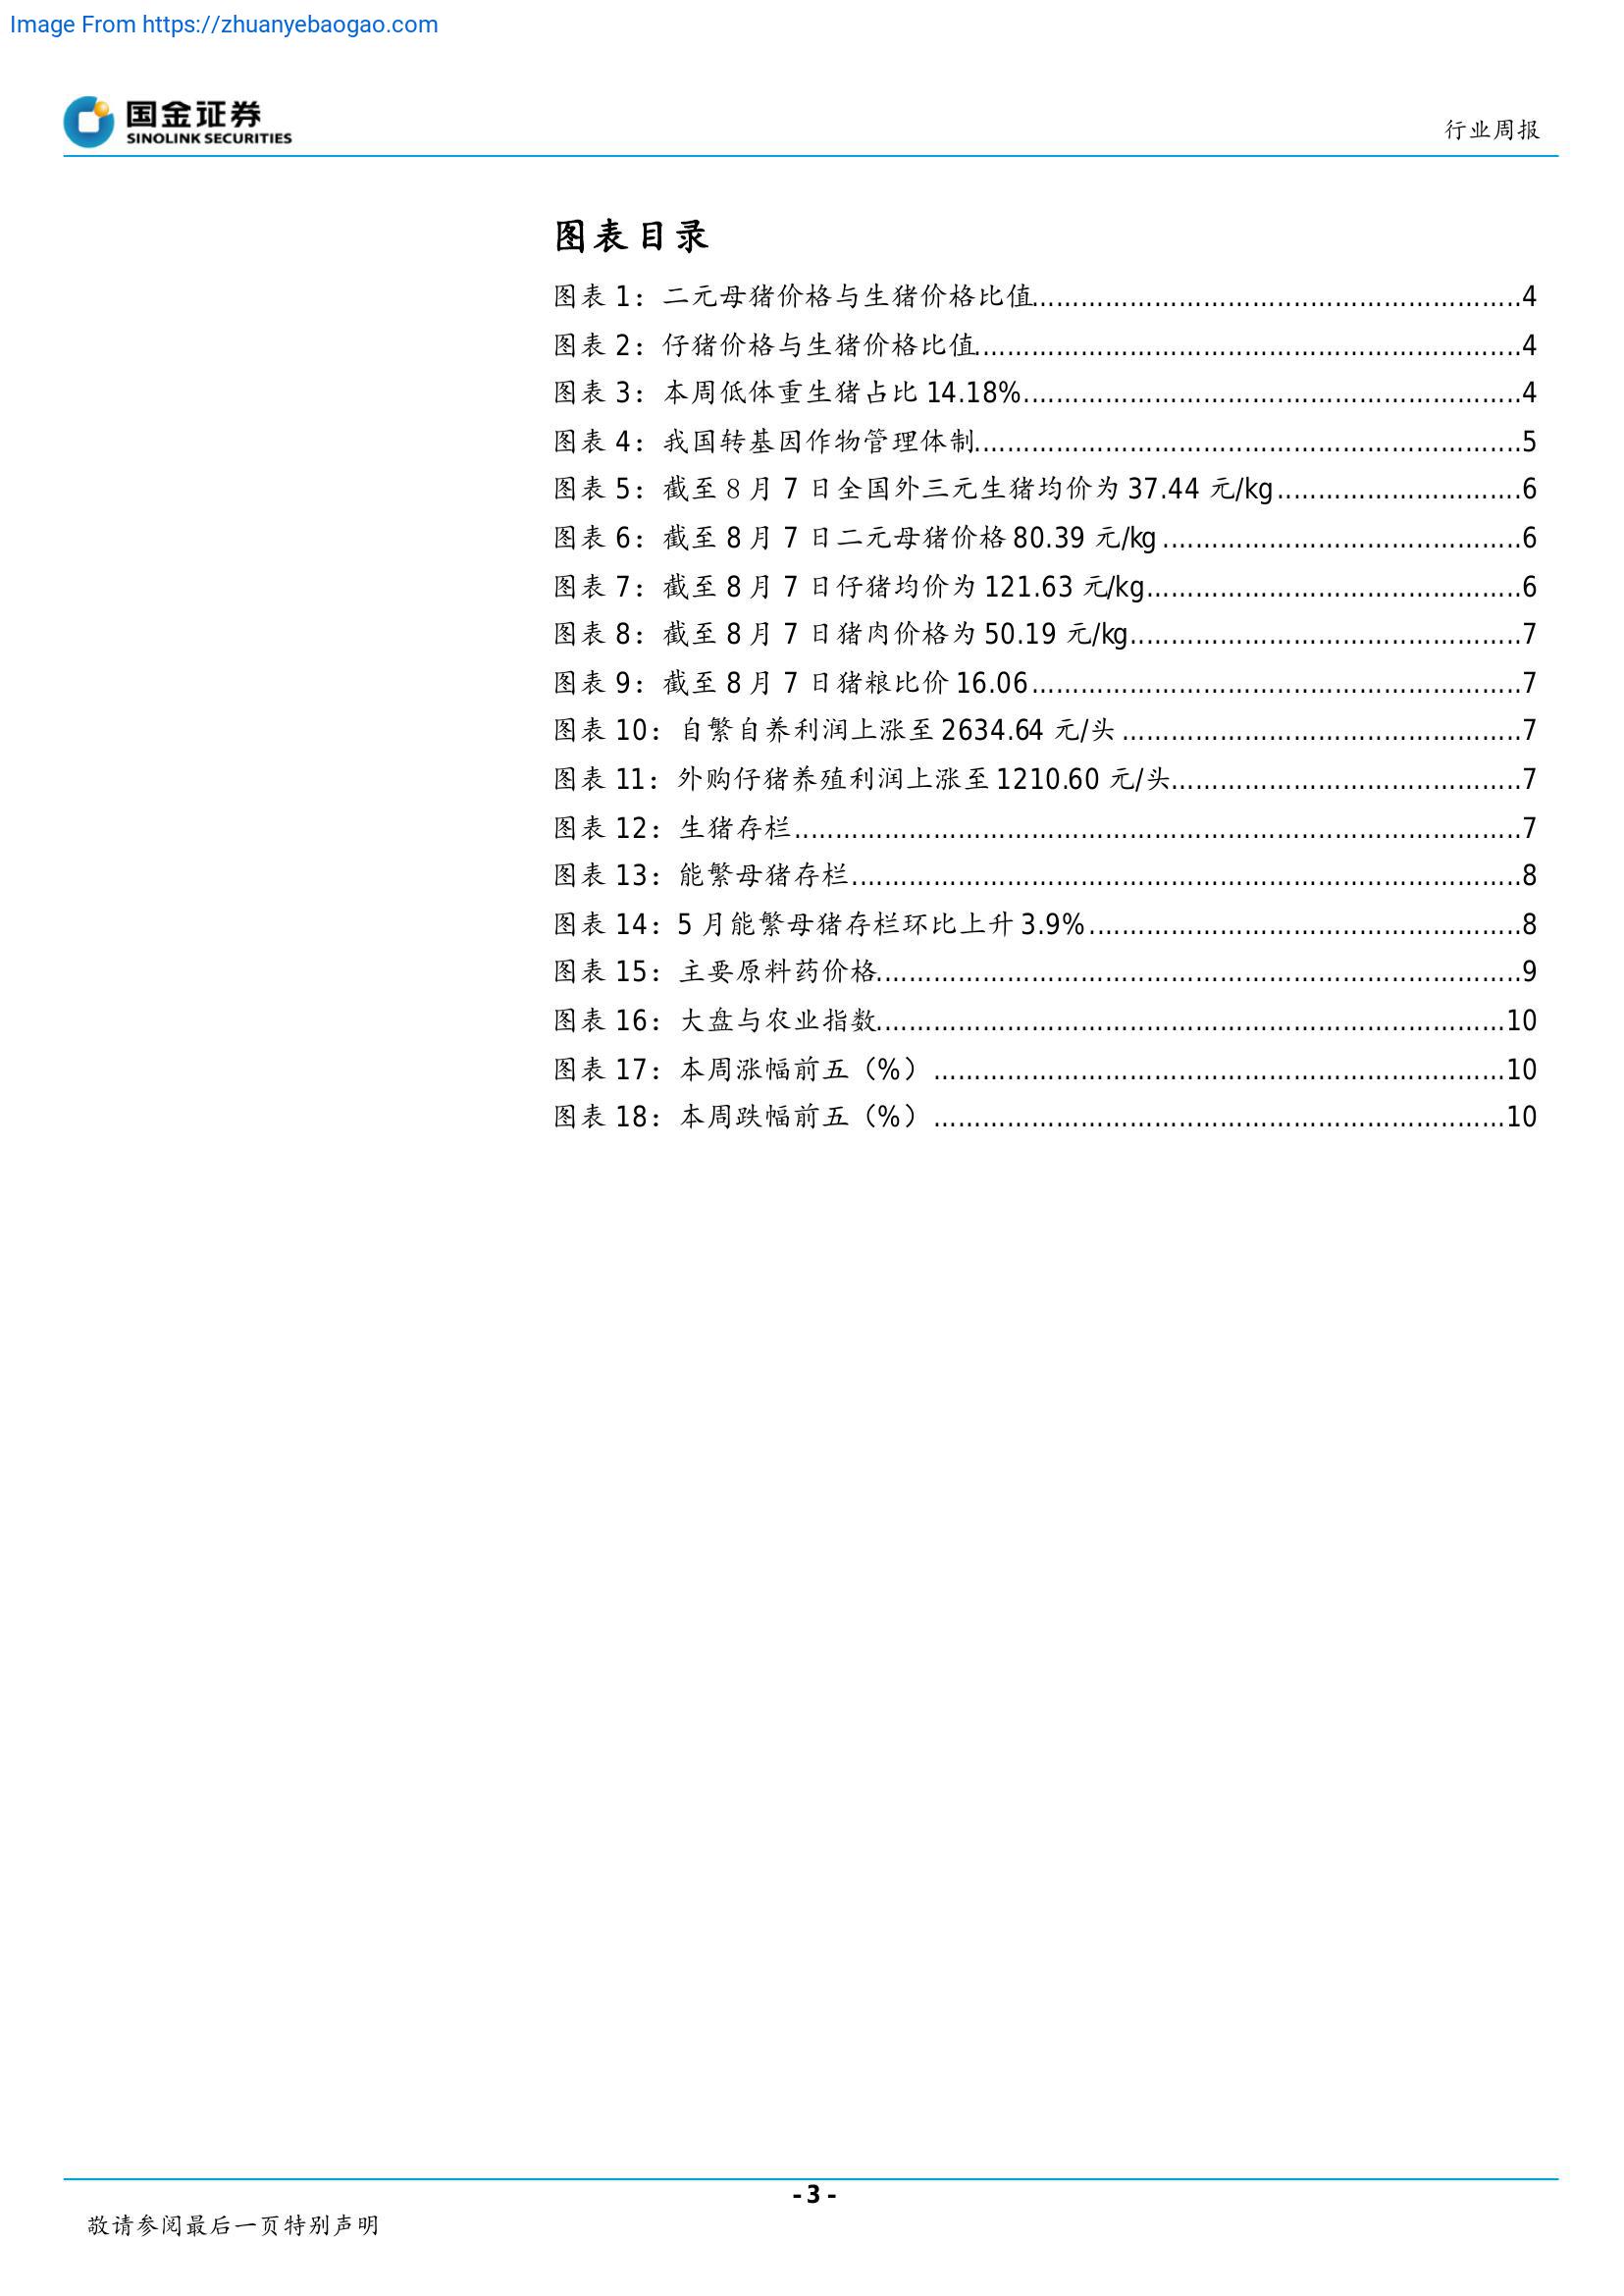 Image From https://zhuanyebaogao.com
国金证券
SINOLINK SECURITIES
行业周报
图表目录
图表 1：二元母猪价格与生猪价格比值............................................................4
图表 2：仔猪价格与生猪价格比值...................................................................4
图表 3：本周低体重生猪占比 14.18%.............................................................4
图表 4：我国转基因作物管理体制...................................................................5
图表 5：截至 8 月 7 日全国外三元生猪均价为 37.44 元/kg..............................6
图表 6：截至 8 月 7 日二元母猪价格 80.39 元/kg............................................6
图表 7：截至 8 月 7 日仔猪均价为 121.63 元/kg..............................................6
图表 8：截至 8 月 7 日猪肉价格为 50.19 元/kg................................................7
图表 9：截至 8 月 7 日猪粮比价 16.06............................................................7
图表 10：自繁自养利润上涨至 2634.64 元/头.................................................7
图表 11：外购仔猪养殖利润上涨至 1210.60 元/头...........................................7
图表 12：生猪存栏.........................................................................................7
图表 13：能繁母猪存栏..................................................................................8
图表 14：5 月能繁母猪存栏环比上升 3.9%.....................................................8
图表 15：主要原料药价格...............................................................................9
图表 16：大盘与农业指数.............................................................................10
图表 17：本周涨幅前五（%）......................................................................10
图表 18：本周跌幅前五（%）......................................................................10
- 3 -
敬请参阅最后一页特别声明